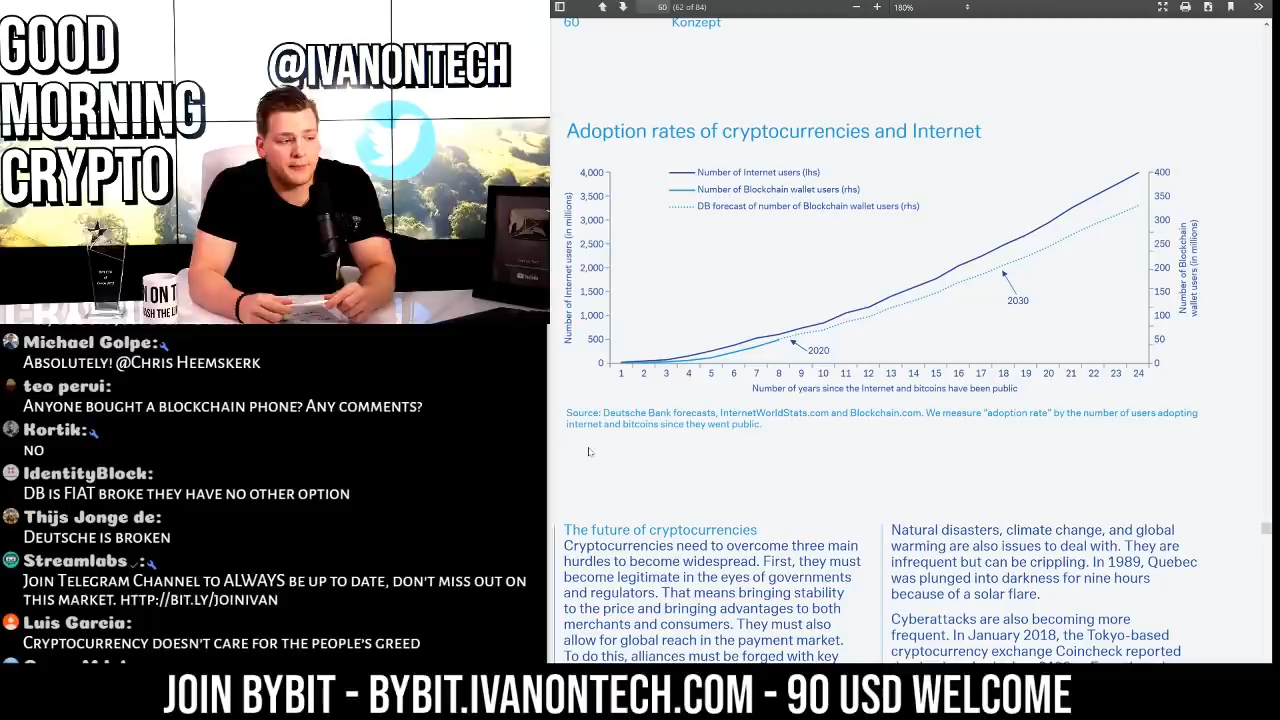 GOOD
MORNING
CRYPTO
@IVANONTECH
Michael Golpe:
Absolutely! @Chris Heemskerk
teo pervi:
Anyone bought a blockchain phone? Any comments?
Kortik:
no
IdentityBlock:
DB is FIAT broke they have no other option
Thijs Jonge de:
Deutsche is broken
Streamlabs:
Join Telegram Channel to ALWAYS be up to date, don't miss out on
this market. http://bit.ly/JoinIvan
Luis Garcia:
Cryptocurrency doesn't care for the people's greed
60 (62 of 84)
180%
60 Konzept
Adoption rates of cryptocurrencies and Internet
Number of Internet users (lhs)
Number of Blockchain wallet users (rhs)
DB forecast of number of Blockchain wallet users (rhs)
Number of Internet users (in millions)
4,000
3,500
3,000
2,500
2,000
1,500
1,000
500
0
400
350
300
250
200
150
100
50
0
Number of Blockchain
wallet users (in millions)
2030
2020
1 2 3 4 5 6 7 8 9 10 11 12 13 14 15 16 17 18 19 20 21 22 23 24
Number of years since the Internet and bitcoins have been public
Source: Deutsche Bank forecasts, InternetWorldStats.com and Blockchain.com. We measure "adoption rate" by the number of users adopting
internet and bitcoins since they went public.
The future of cryptocurrencies
Cryptocurrencies need to overcome three main
hurdles to become widespread. First, they must
become legitimate in the eyes of governments
and regulators. That means bringing stability
to the price and bringing advantages to both
merchants and consumers. They must also
allow for global reach in the payment market.
To do this, alliances must be forged with key
Natural disasters, climate change, and global
warming are also issues to deal with. They are
infrequent but can be crippling. In 1989, Quebec
was plunged into darkness for nine hours
because of a solar flare.
Cyberattacks are also becoming more
frequent. In January 2018, the Tokyo-based
cryptocurrency exchange Coincheck reported
JOIN BYBIT - BYBIT.IVANONTECH.COM - 90 USD WELCOME